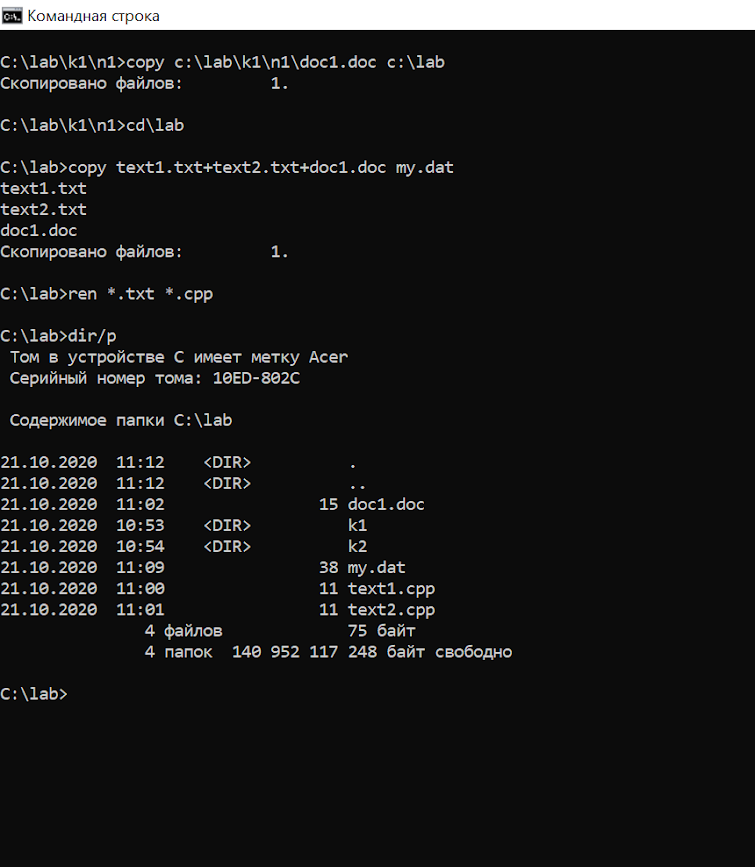 Командная строка
C:\lab\k1\n1>copy c:\lab\k1\n1\doc1.doc c:\lab
Скопировано файлов:         1.
C:\lab\k1\n1>cd\lab
C:\lab>copy text1.txt+text2.txt+doc1.doc my.dat
text1.txt
text2.txt
doc1.doc
Скопировано файлов:         1.
C:\lab>ren *.txt *.cpp
C:\lab>dir/p
 Том в устройстве C имеет метку Acer
 Серийный номер тома: 10ED-802C
 Содержимое папки C:\lab
21.10.2020  11:12    <DIR>          .
21.10.2020  11:12    <DIR>          ..
21.10.2020  11:02                15 doc1.doc
21.10.2020  10:53    <DIR>          k1
21.10.2020  10:54    <DIR>          k2
21.10.2020  11:09                38 my.dat
21.10.2020  11:00                11 text1.cpp
21.10.2020  11:01                11 text2.cpp
               4 файлов             75 байт
               4 папок  140 952 117 248 байт свободно
C:\lab>